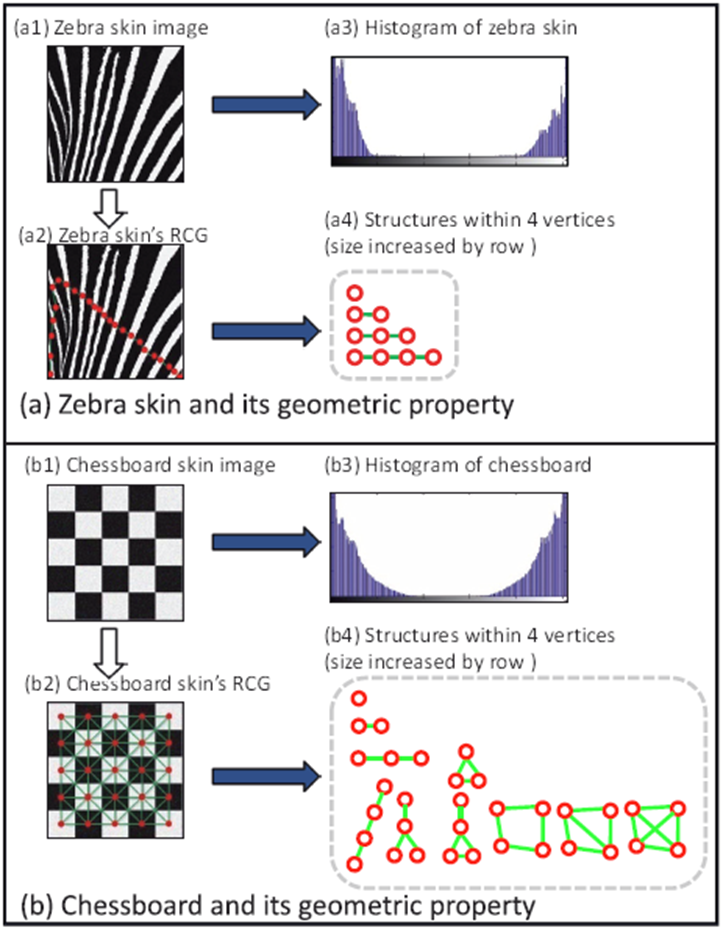 (a1) Zebra skin image
(a3) Histogram of zebra skin
(a2) Zebra skin's RCG
(a4) Structures within 4 vertices
(size increased by row )
(a) Zebra skin and its geometric property
(b1) Chessboard skin image
(b3) Histogram of chessboard
(b2) Chessboard skin's RCG
(b4) Structures within 4 vertices
(size increased by row )
(b) Chessboard and its geometric property